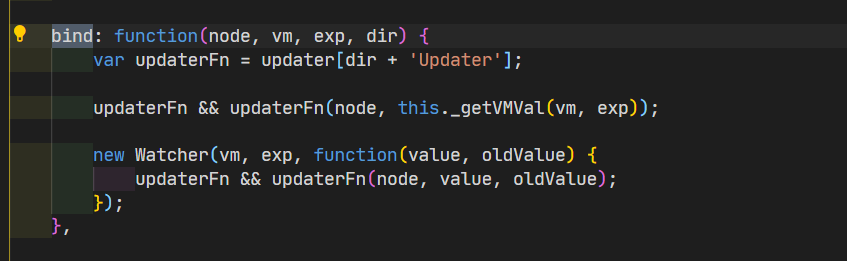 bind: function(node, vm, exp, dir) {
var updaterFn = updater[dir + 'Updater'];
updaterFn && updaterFn(node, this._getVMVal(vm, exp));
new Watcher(vm, exp, function(value, oldValue) {
updaterFn && updaterFn(node, value, oldValue);
});
},